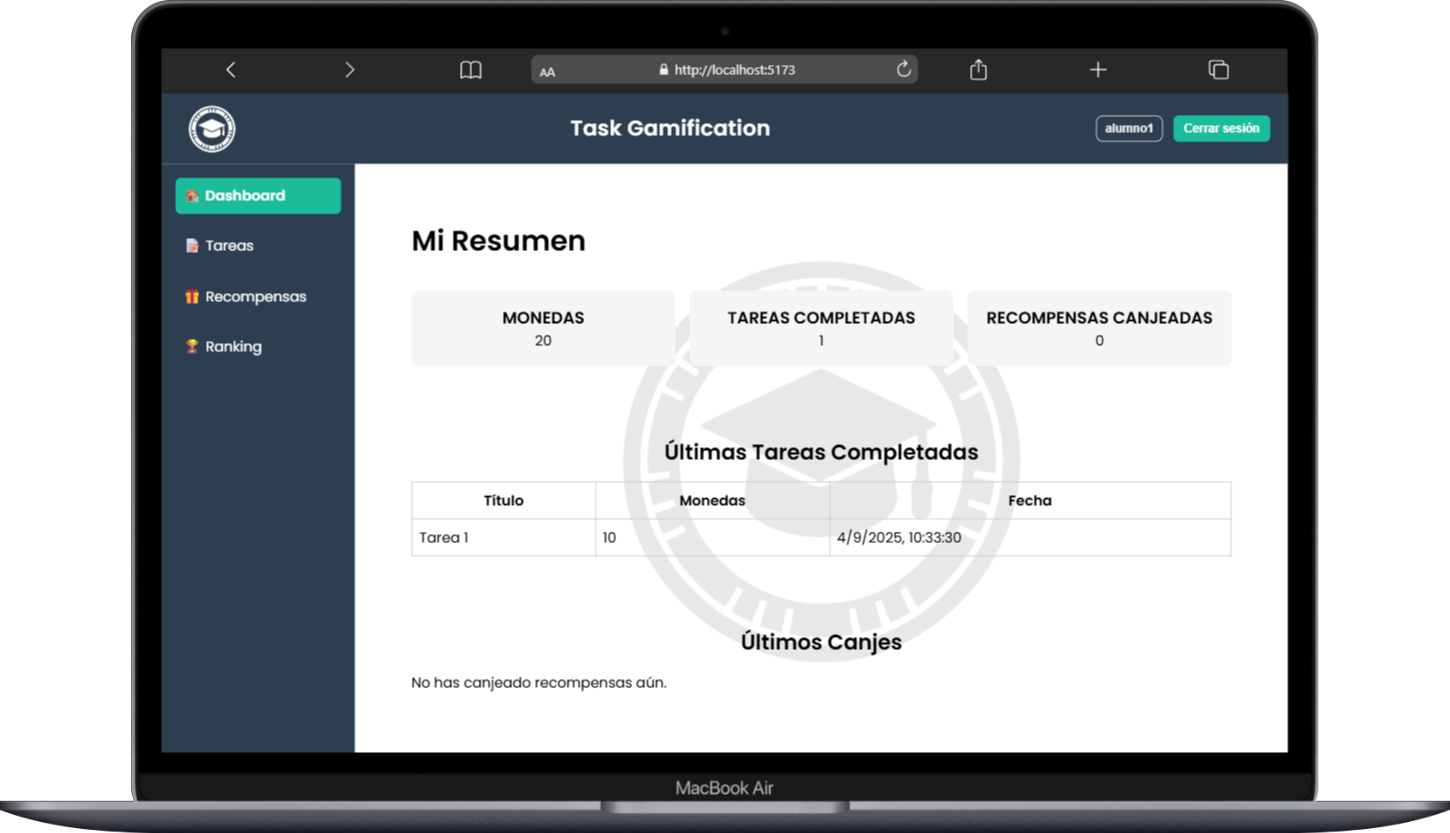 AA http://localhost:5173
Task Gamification alumno1 Cerrar sesión
Dashboard
Tareas
Recompensas
Ranking
Mi Resumen
MONEDAS TAREAS COMPLETADAS RECOMPENSAS CANJEADAS
20 1 0
Últimas Tareas Completadas
Título Monedas Fecha
Tarea 1 10 4/9/2025, 10:33:30
Últimos Canjes
No has canjeado recompensas aún.
MacBook Air